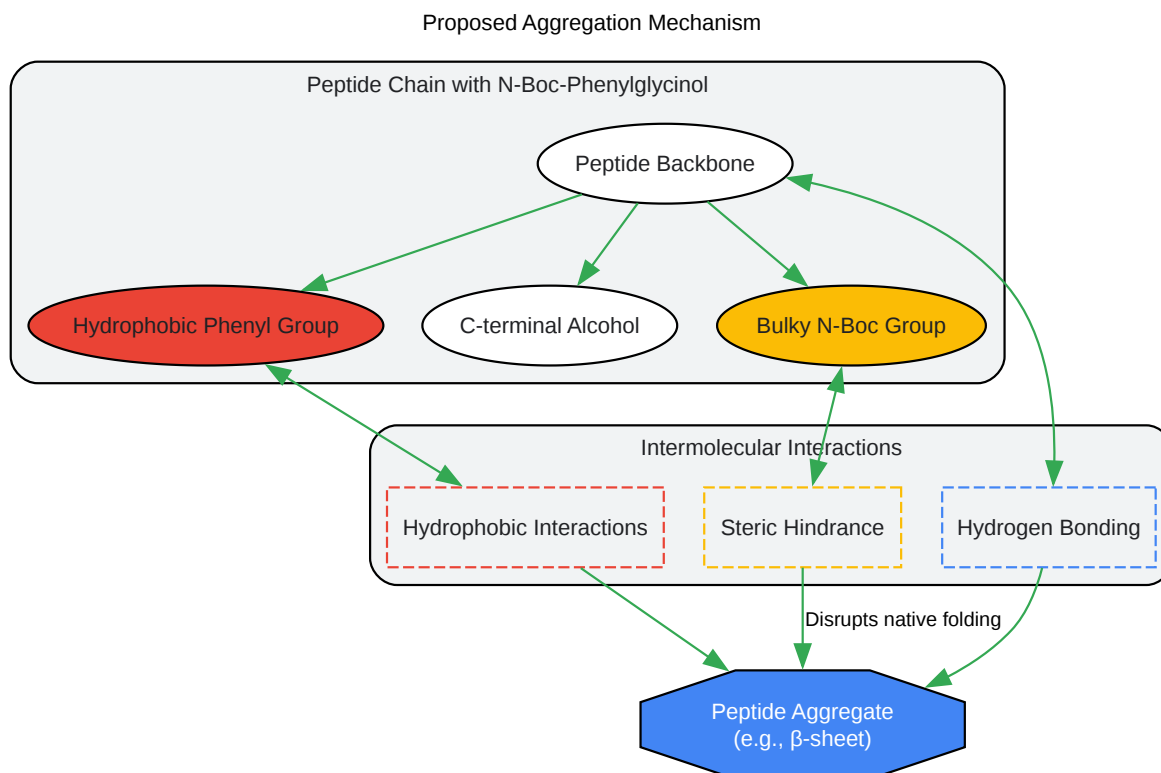 Proposed Aggregation Mechanism
Peptide Chain with N-Boc-Phenylglycinol
Peptide Backbone
Hydrophobic Phenyl Group
C-terminal Alcohol
Bulky N-Boc Group
Intermolecular Interactions
Hydrophobic Interactions
Steric Hindrance
Hydrogen Bonding
Disrupts native folding
Peptide Aggregate
(e.g., β-sheet)